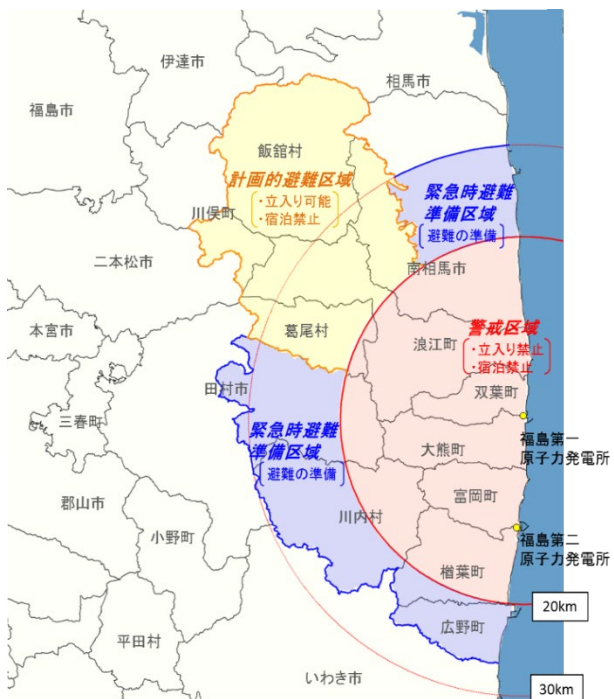 伊達市
相馬市
福島市
飯舘村
計画的避難区域
・立入り可能
・宿泊禁止
緊急時避難
準備区域
避難の準備
川俣町
二本松市
南相馬市
本宮市
葛尾村
浪江町
警戒区域
・立入り禁止
・宿泊禁止
田村市
双葉町
三春町
緊急時避難
準備区域
避難の準備
大熊町
福島第一
原子力発電所
郡山市
小野町
川内村
富岡町
福島第二
原子力発電所
楢葉町
平田村
広野町
20km
いわき市
30km